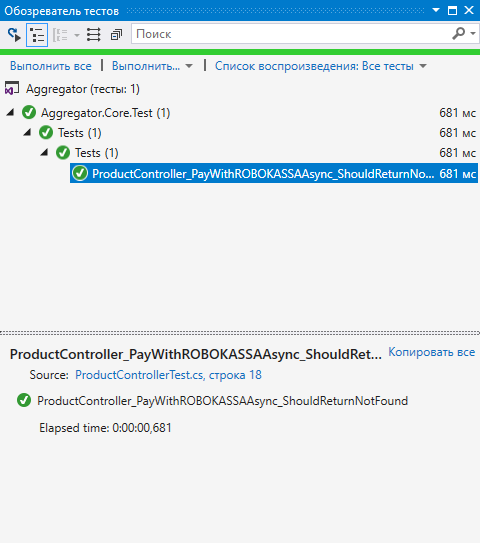 Обозреватель тестов
Поиск
Выполнить все | Выполнить... | Список воспроизведения: Все тесты
Aggregator (тесты: 1)
Aggregator.Core.Test (1) 681 мс
Tests (1) 681 мс
Tests (1) 681 мс
ProductController_PayWithROBOKASSAAsync_ShouldReturnNo... 681 мс
ProductController_PayWithROBOKASSAAsync_ShouldRet... Копировать все
Source: ProductControllerTest.cs, строка 18
ProductController_PayWithROBOKASSAAsync_ShouldReturnNotFound
Elapsed time: 0:00:00,681